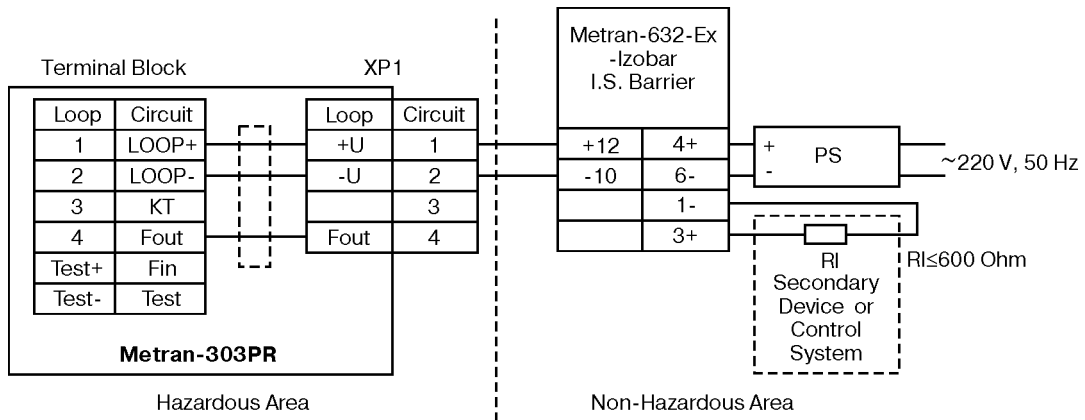 Metran-632-Ex
-Izobar
I.S. Barrier
Terminal Block XP1
Loop Circuit Loop Circuit
1 LOOP+ +U 1 +12 4+ + PS
2 LOOP- -U 2 -10 6- - ~220 V, 50 Hz
3 KT 3 1-
4 Fout Fout 4 3+
Test+ Fin
Test- Test
RI RI≤600 Ohm
Secondary
Device or
Control
System
Metran-303PR
Hazardous Area Non-Hazardous Area